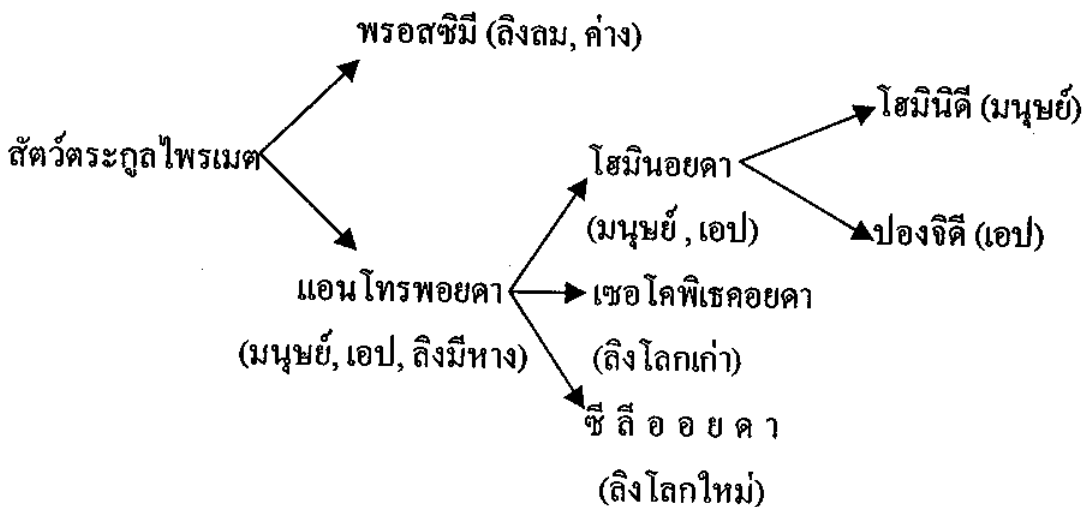 พรอสซิมี (ลิงลม, ค่าง)
โฮมินิดี (มนุษย์)
สัตว์ตระกูลไพรเมต
โฮมินอยดา
(มนุษย์ , เอป)
ปองจิดี (เอป)
แอนโทรพอยดา
เซอโคพิเธคอยดา
(มนุษย์, เอป, ลิงมีหาง)
(ลิงโลกเก่า)
ซี ลี อ อ ย ด า
(ลิงโลกใหม่)